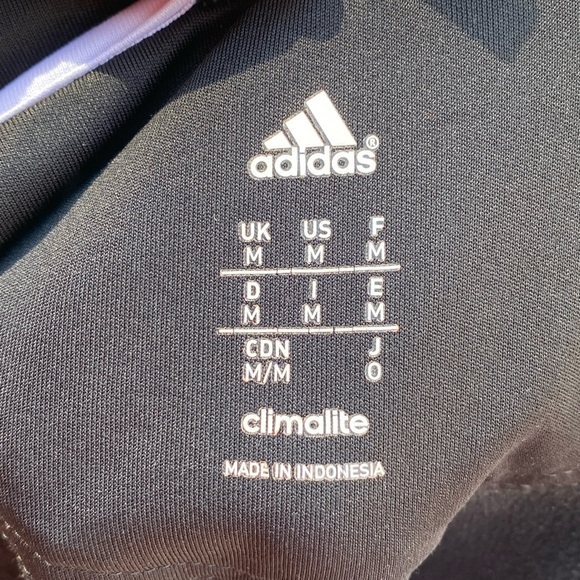 adidas®
UK US F
M M M
D I E
M M M
CDN J
M/M O
climalite
MADE IN INDONESIA